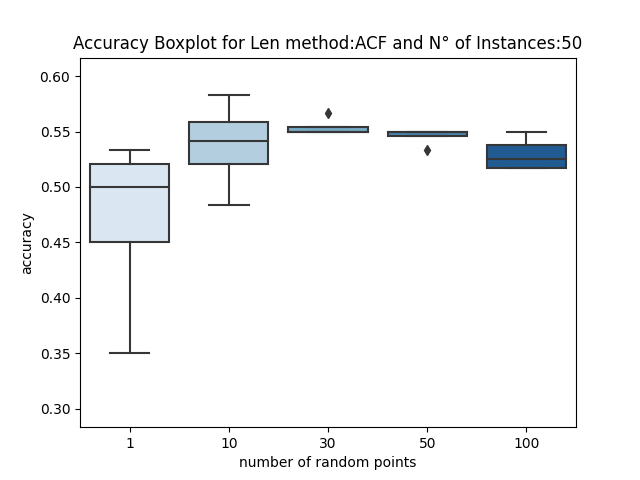 Accuracy Boxplot for Len method:ACF and N° of Instances:50
0.60
0.55
0.50
0.45
0.40
0.35
0.30
accuracy
1 10 30 50 100
number of random points